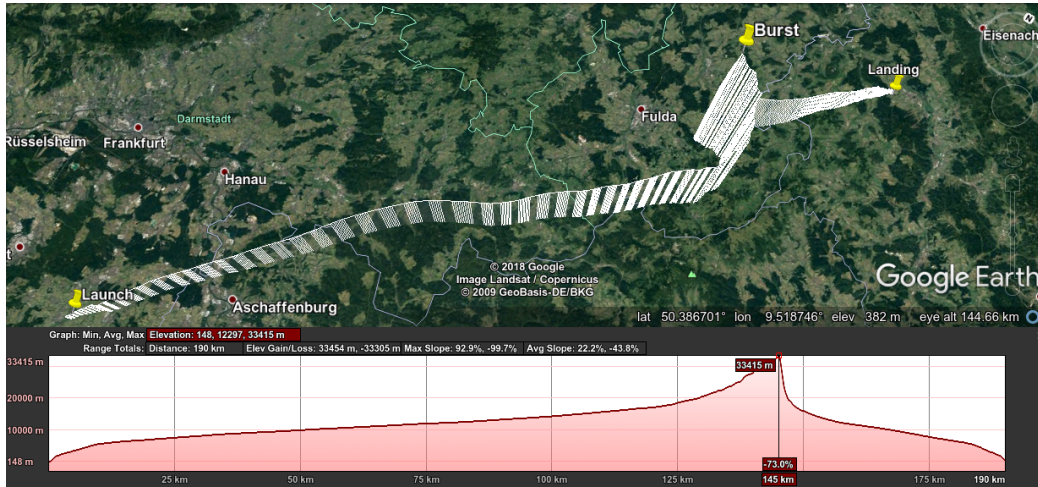 N
Burst
Eisenach
Landing
Fulda
Darmstadt
Rüsselsheim
Frankfurt
Hanau
t
Launch
Aschaffenburg
© 2018 Google
Image Landsat / Copernicus
© 2009 GeoBasis-DE/BKG
Google Earth
lat 50.386701° lon 9.518746° elev 382 m eye alt 144.66 km
Graph: Min, Avg, Max Elevation: 148, 12297, 33415 m
Range Totals: Distance: 190 km Elev Gain/Loss: 33454 m, -33305 m Max Slope: 92.9%, -99.7% Avg Slope: 22.2%, -43.8%
33415 m
33415 m
20000 m
10000 m
148 m
-73.0%
25 km 50 km 75 km 100 km 125 km 145 km 175 km 190 km